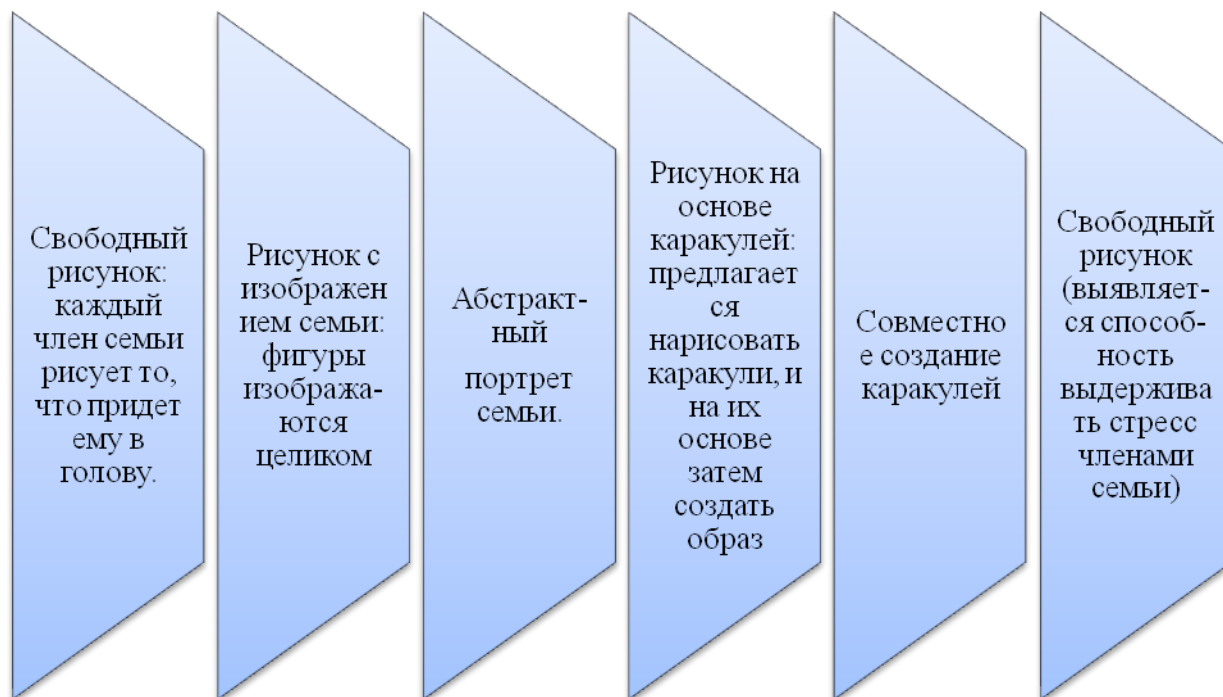 Свободный
рисунок:
каждый
член семьи
рисует то,
что придет
ему в
голову.
Рисунок с
изображен
ием семьи:
фигуры
изобража-
ются
целиком
Абстракт-
ный
портрет
семьи.
Рисунок на
основе
каракулей:
предлагает
ся
нарисовать
каракули, и
на их
основе
затем
создать
образ
Совместно
е создание
каракулей
Свободный
рисунок
(выявляет-
ся способ-
ность
выдержива
ть стресс
членами
семьи)